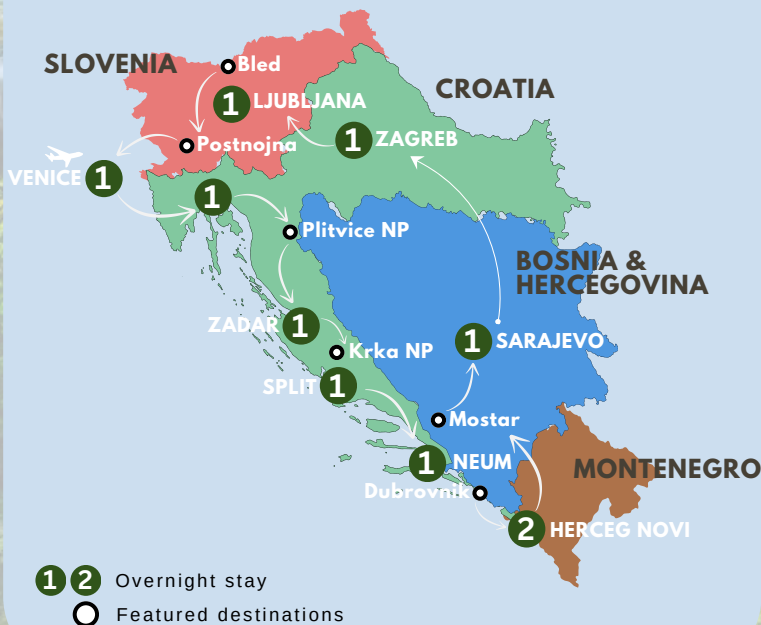 SLOVENIA
Bled
CROATIA
1 LJUBLJANA
1 ZAGREB
Postnojna
VENICE 1
1
Plitvice NP
BOSNIA &
HERCEGOVINA
ZADAR 1
1 SARAJEVO
Krka NP
SPLIT 1
Mostar
1 NEUM
MONTENEGRO
Dubrovnik
2 HERCEG NOVI
1 2 Overnight stay
Featured destinations